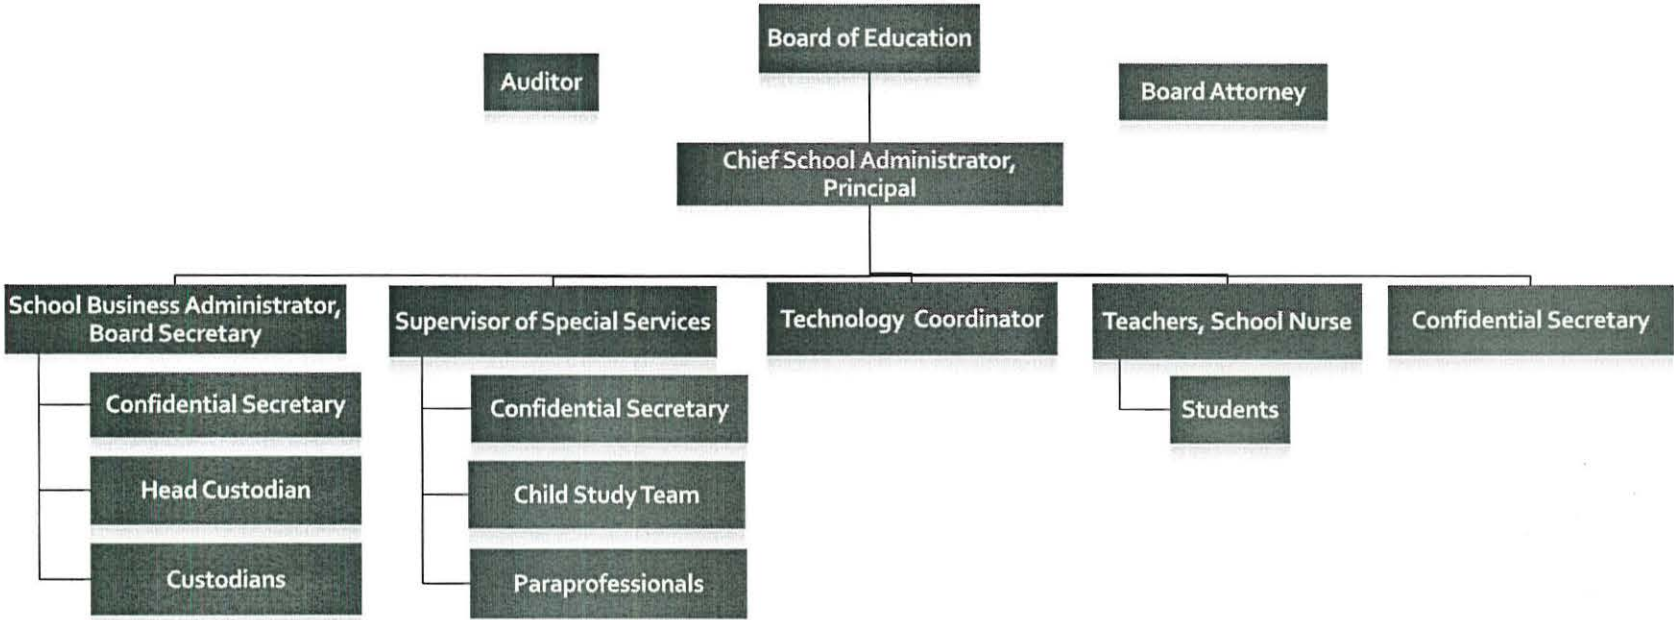 Board of Education
Auditor
Board Attorney
Chief School Administrator,
Principal
School Business Administrator,
Board Secretary
Supervisor of Special Services
Technology Coordinator
Teachers, School Nurse
Confidential Secretary
Confidential Secretary
Head Custodian
Custodians
Confidential Secretary
Child Study Team
Paraprofessionals
Students